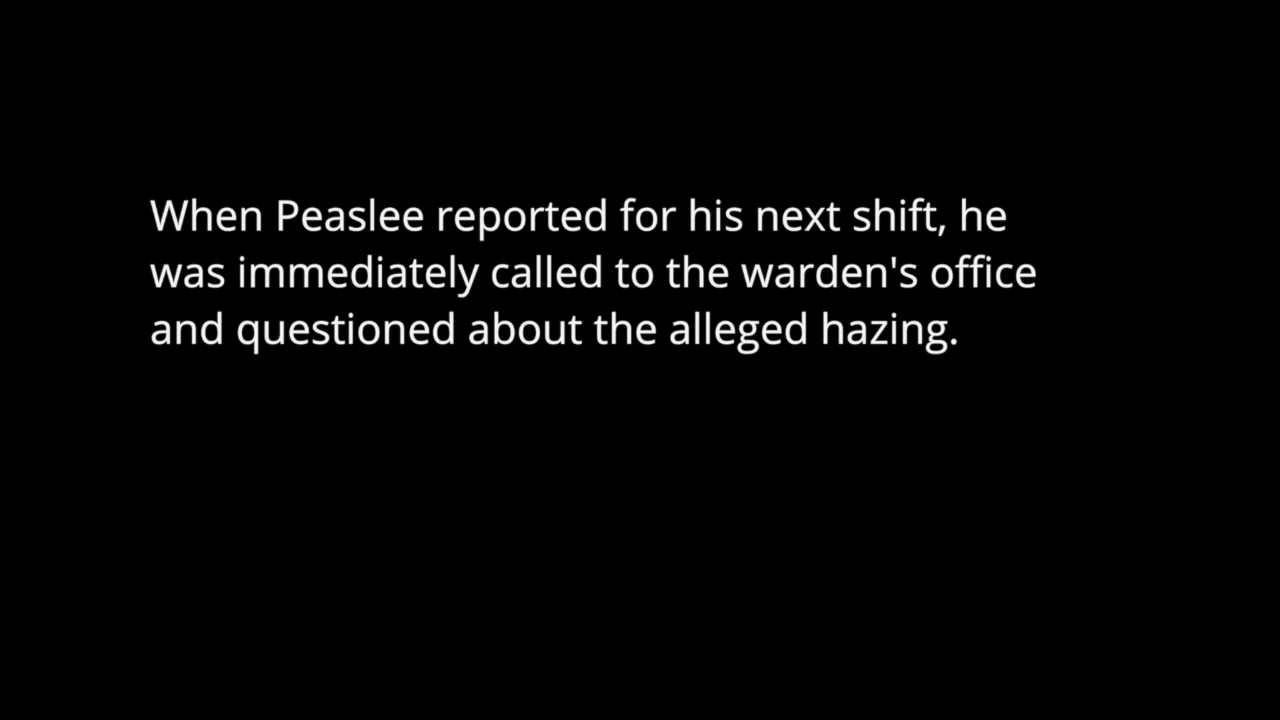 When Peaslee reported for his next shift, he
was immediately called to the warden's office
and questioned about the alleged hazing.